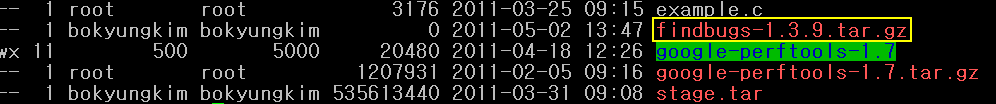 -- 1 root root 3176 2011-03-25 09:15 example.c
-- 1 bokyungkim bokyungkim 0 2011-05-02 13:47 findbugs-1.3.9.tar.gz
wx 11 500 5000 20480 2011-04-18 12:26 google-perftools-1.7
-- 1 root root 1207931 2011-02-05 09:16 google-perftools-1.7.tar.gz
-- 1 bokyungkim bokyungkim 535613440 2011-03-31 09:08 stage.tar